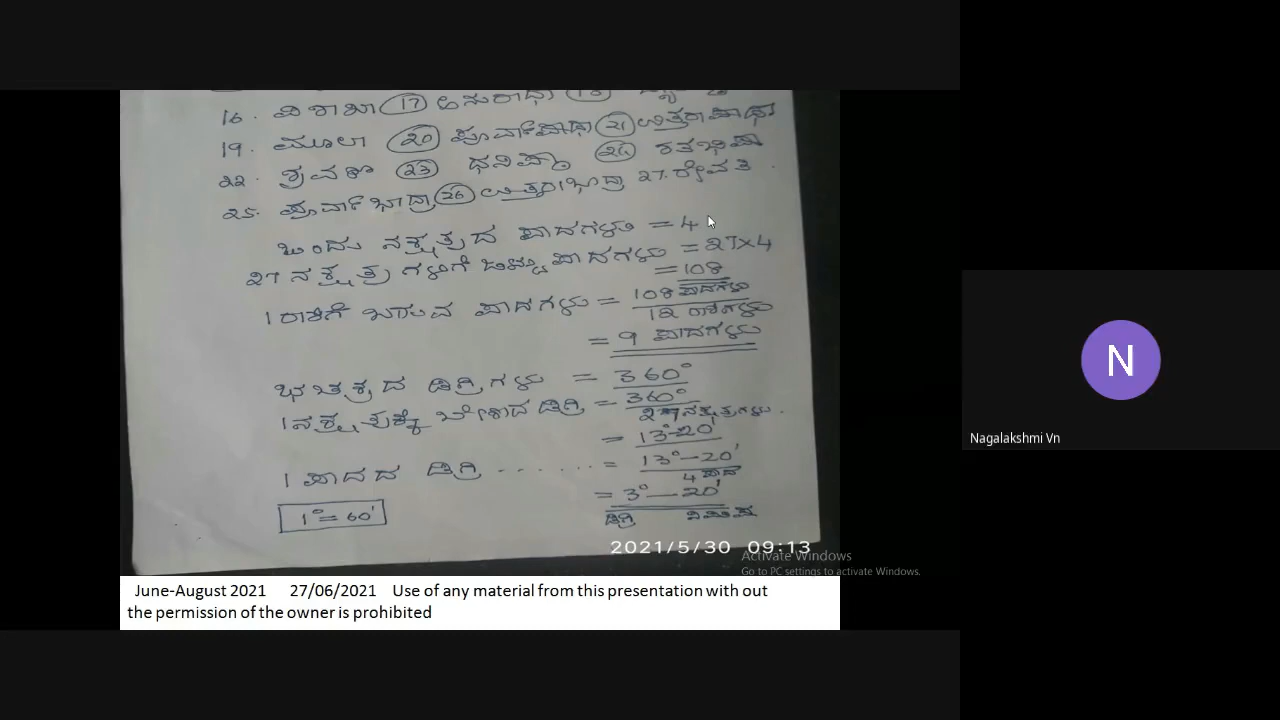 16. ವಿಶಾಖಾ (17) ಅನುರಾಧಾ (18)
19. ಮೂಲಾ (20) ಪೂರ್ವಾಷಾಢಾ (21) ಉತ್ತರಾಷಾಢಾ
22. ಶ್ರವಣ (23) ಧನಿಷ್ಠಾ (24) ಶತಭಿಷಾ
25. ಪೂರ್ವಾಭಾದ್ರಾ (26) ಉತ್ತರಾಭಾದ್ರಾ 27. ರೇವತಿ
ಒಂದು ನಕ್ಷತ್ರದ ಪಾದಗಳು = 4
27 ನಕ್ಷತ್ರಗಳಿಗೆ ಒಟ್ಟು ಪಾದಗಳು = 27x4
= 108
1 ರಾಶಿಗೆ ಬರುವ ಪಾದಗಳು = 108 ಪಾದಗಳು
12 ರಾಶಿಗಳು
= 9 ಪಾದಗಳು
ಭಚಕ್ರದ ಡಿಗ್ರಿಗಳು = 360°
1 ನಕ್ಷತ್ರಕ್ಕೆ ಬೇಕಾದ ಡಿಗ್ರಿ = 360°
27 ನಕ್ಷತ್ರಗಳು.
= 13°-20'
1 ಪಾದದ ಡಿಗ್ರಿ ....... = 13°-20'
4 ಪಾದ
= 3°-20'
1° = 60' ಡಿಗ್ರಿ ನಿಮಿಷ
2021/5/30 09:13
Activate Windows
Go to PC settings to activate Windows.
June-August 2021 27/06/2021 Use of any material from this presentation with out
the permission of the owner is prohibited
N
Nagalakshmi Vn